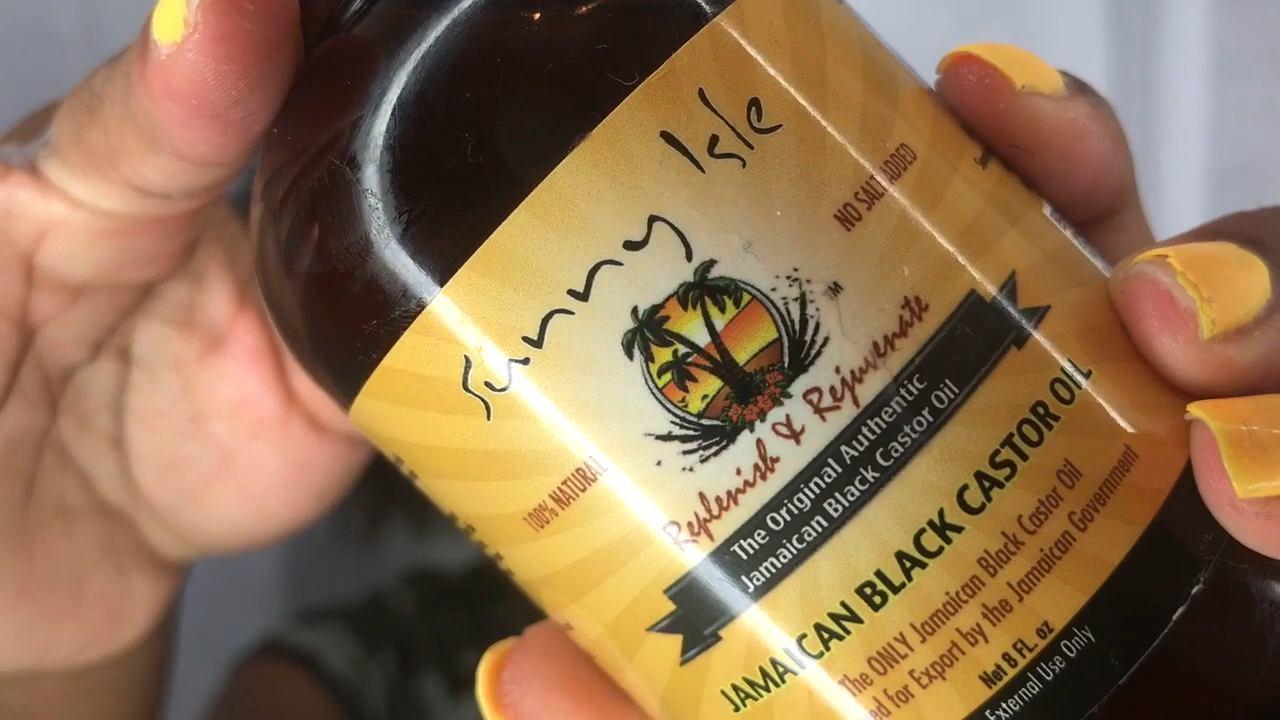 Sunny Isle
NO SALT ADDED
TM
100% NATURAL
Replenish & Rejuvenate
The Original Authentic
Jamaican Black Castor Oil
JAMAICAN BLACK CASTOR OIL
The ONLY Jamaican Black Castor Oil
for Export by the Jamaican Government
Net 8 FL. oz
External Use Only